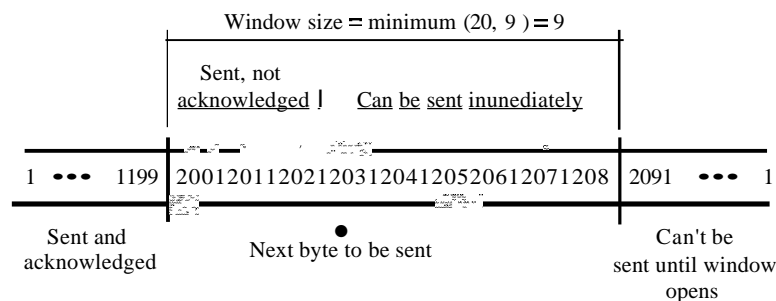 Window size = minimum (20, 9 ) = 9
Sent, not
acknowledged | Can be sent inunediately
1 ••• 1199 200120112021203120412051206120712081 2091 ••• 1
Sent and
acknowledged
Next byte to be sent
Can't be
sent until window
opens